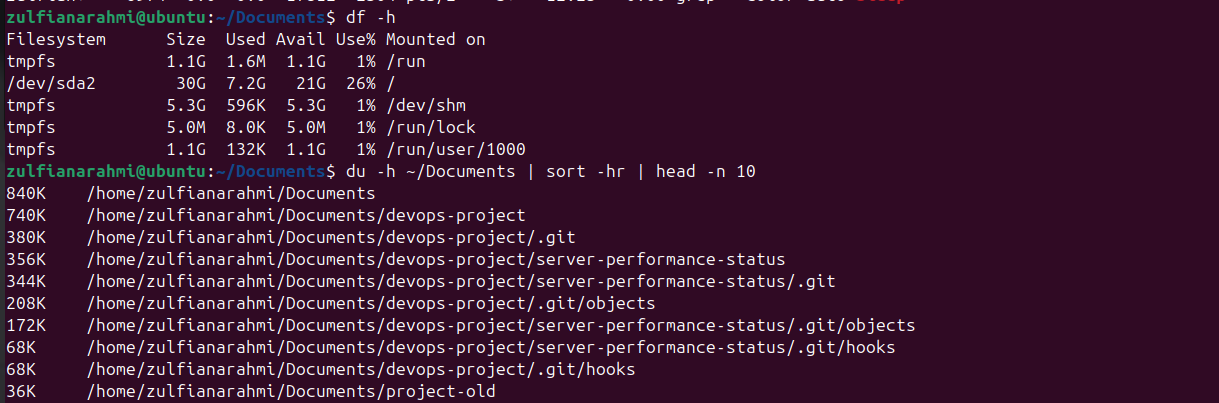 zulfianarahmi@ubuntu:~/Documents$ df -h
Filesystem      Size  Used Avail Use% Mounted on
tmpfs           1.1G  1.6M  1.1G   1% /run
/dev/sda2        30G  7.2G   21G  26% /
tmpfs           5.3G  596K  5.3G   1% /dev/shm
tmpfs           5.0M  8.0K  5.0M   1% /run/lock
tmpfs           1.1G  132K  1.1G   1% /run/user/1000
zulfianarahmi@ubuntu:~/Documents$ du -h ~/Documents | sort -hr | head -n 10
840K    /home/zulfianarahmi/Documents
740K    /home/zulfianarahmi/Documents/devops-project
380K    /home/zulfianarahmi/Documents/devops-project/.git
356K    /home/zulfianarahmi/Documents/devops-project/server-performance-status
344K    /home/zulfianarahmi/Documents/devops-project/server-performance-status/.git
208K    /home/zulfianarahmi/Documents/devops-project/.git/objects
172K    /home/zulfianarahmi/Documents/devops-project/server-performance-status/.git/objects
68K     /home/zulfianarahmi/Documents/devops-project/server-performance-status/.git/hooks
68K     /home/zulfianarahmi/Documents/devops-project/.git/hooks
36K     /home/zulfianarahmi/Documents/project-old